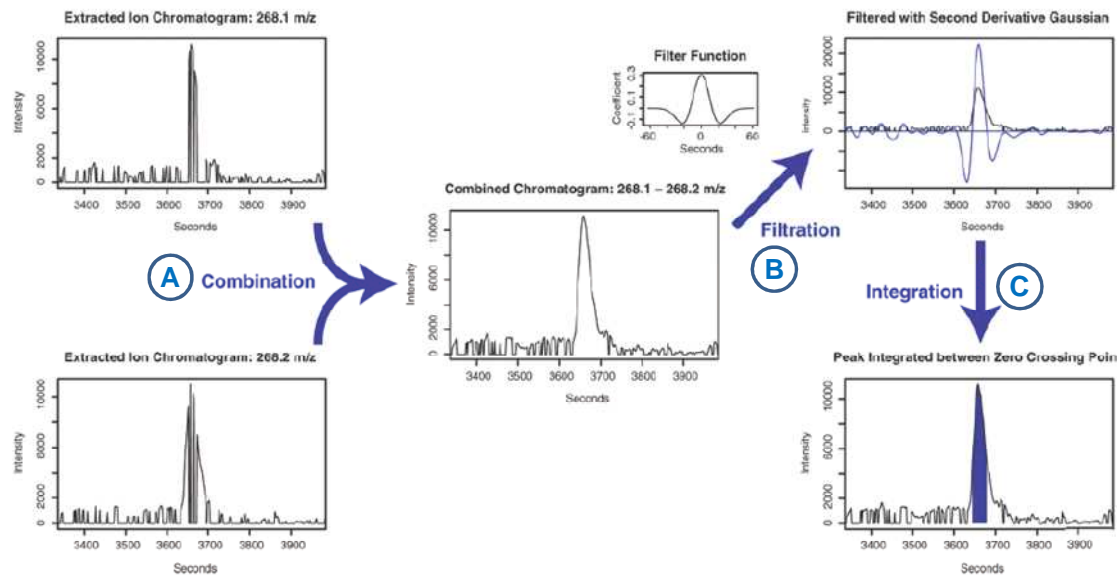 Extracted Ion Chromatogram: 268.1 m/z
Intensity
10000
6000
2000
0
3400 3500 3600 3700 3800 3900
Seconds
A Combination
Extracted Ion Chromatogram: 268.2 m/z
Intensity
10000
6000
2000
0
3400 3500 3600 3700 3800 3900
Seconds
Combined Chromatogram: 268.1 – 268.2 m/z
Intensity
10000
6000
2000
0
3400 3500 3600 3700 3800 3900
Seconds
Filter Function
Coefficient
0.3
0.1
-0.1
-60 0 60
Seconds
Filtration
B
Filtered with Second Derivative Gaussian
Intensity
20000
10000
0
3400 3500 3600 3700 3800 3900
Seconds
Integration
C
Peak Integrated between Zero Crossing Poin
Intensity
10000
6000
2000
0
3400 3500 3600 3700 3800 3900
Seconds